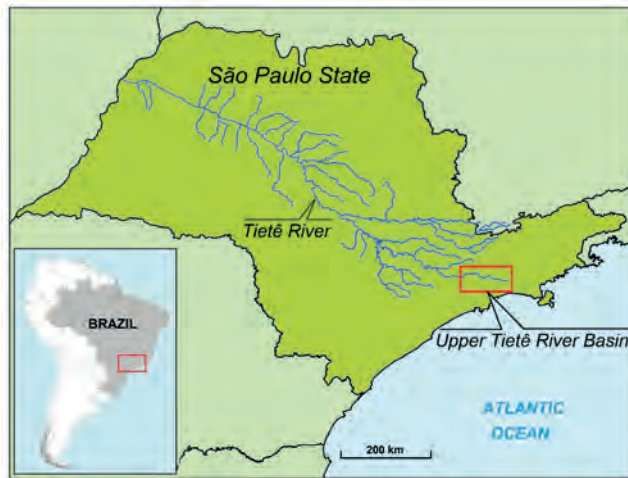 São Paulo State
Tietê River
BRAZIL
Upper Tietê River Basin
ATLANTIC
OCEAN
200 km